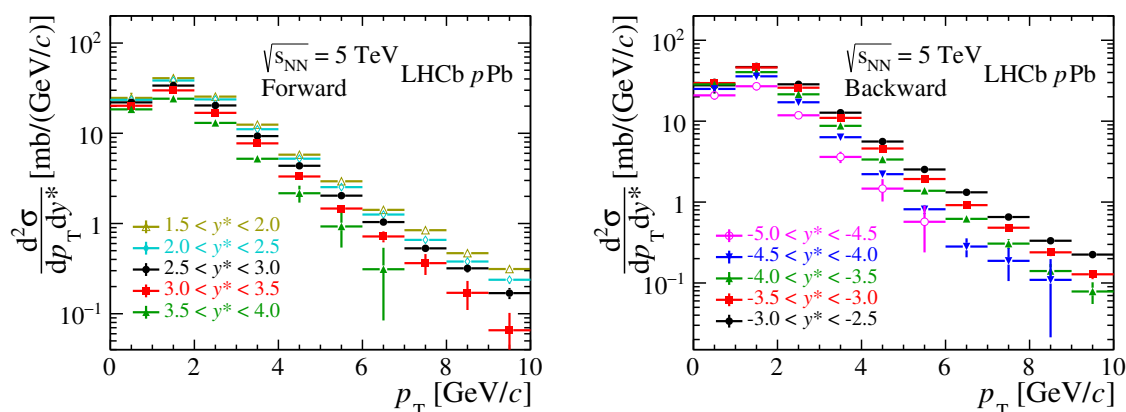 √s_NN = 5 TeV
Forward
LHCb pPb
d²σ/dp_T dy* [mb/(GeV/c)]
10²
10
1
10⁻¹
1.5 < y* < 2.0
2.0 < y* < 2.5
2.5 < y* < 3.0
3.0 < y* < 3.5
3.5 < y* < 4.0
0 2 4 6 8 10
p_T [GeV/c]
√s_NN = 5 TeV
Backward
LHCb pPb
d²σ/dp_T dy* [mb/(GeV/c)]
10²
10
1
10⁻¹
-5.0 < y* < -4.5
-4.5 < y* < -4.0
-4.0 < y* < -3.5
-3.5 < y* < -3.0
-3.0 < y* < -2.5
0 2 4 6 8 10
p_T [GeV/c]